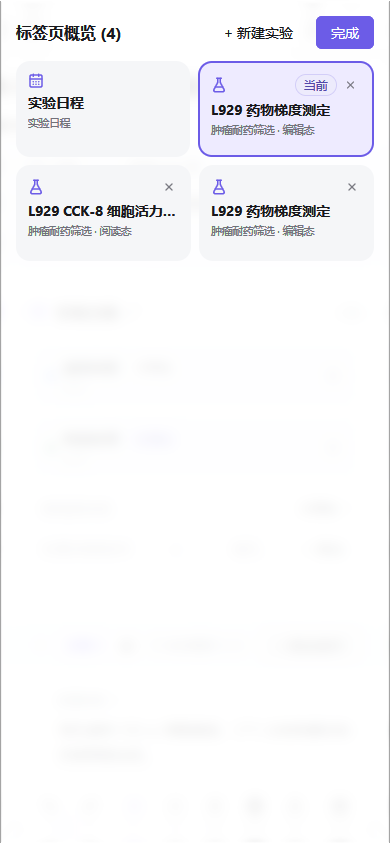 标签页概览 (4)
+ 新建实验
完成
实验日程
实验日程
当前
L929 药物梯度测定
肿瘤耐药筛选 · 编辑态
L929 CCK-8 细胞活力...
肿瘤耐药筛选 · 阅读态
L929 药物梯度测定
肿瘤耐药筛选 · 编辑态